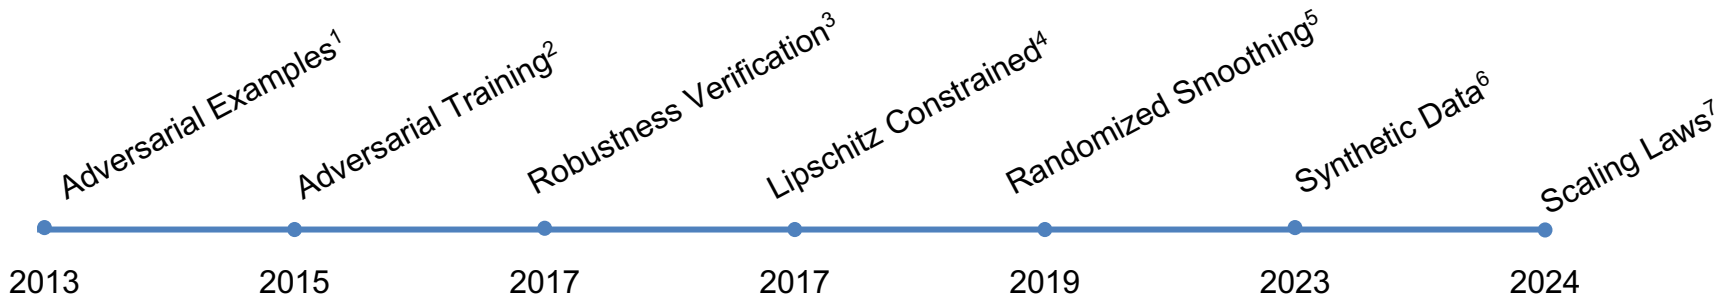 Adversarial Examples¹
Adversarial Training²
Robustness Verification³
Lipschitz Constrained⁴
Randomized Smoothing⁵
Synthetic Data⁶
Scaling Laws⁷
2013
2015
2017
2017
2019
2023
2024